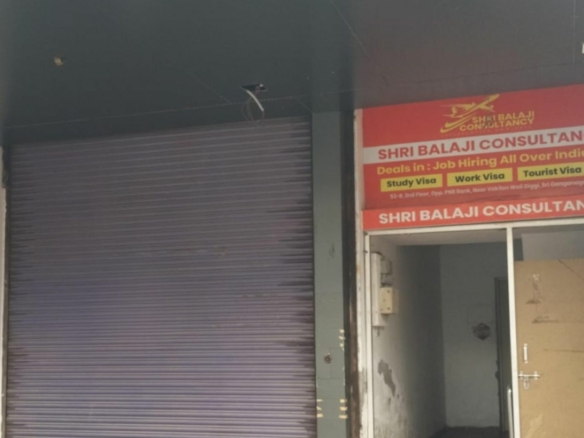 SHRI BALAJI
CONSULTANCY
SHRI BALAJI CONSULTAN
Deals in : Job Hiring All Over India
Study Visa
Work Visa
Tourist Visa
SHRI BALAJI CONSULTAN